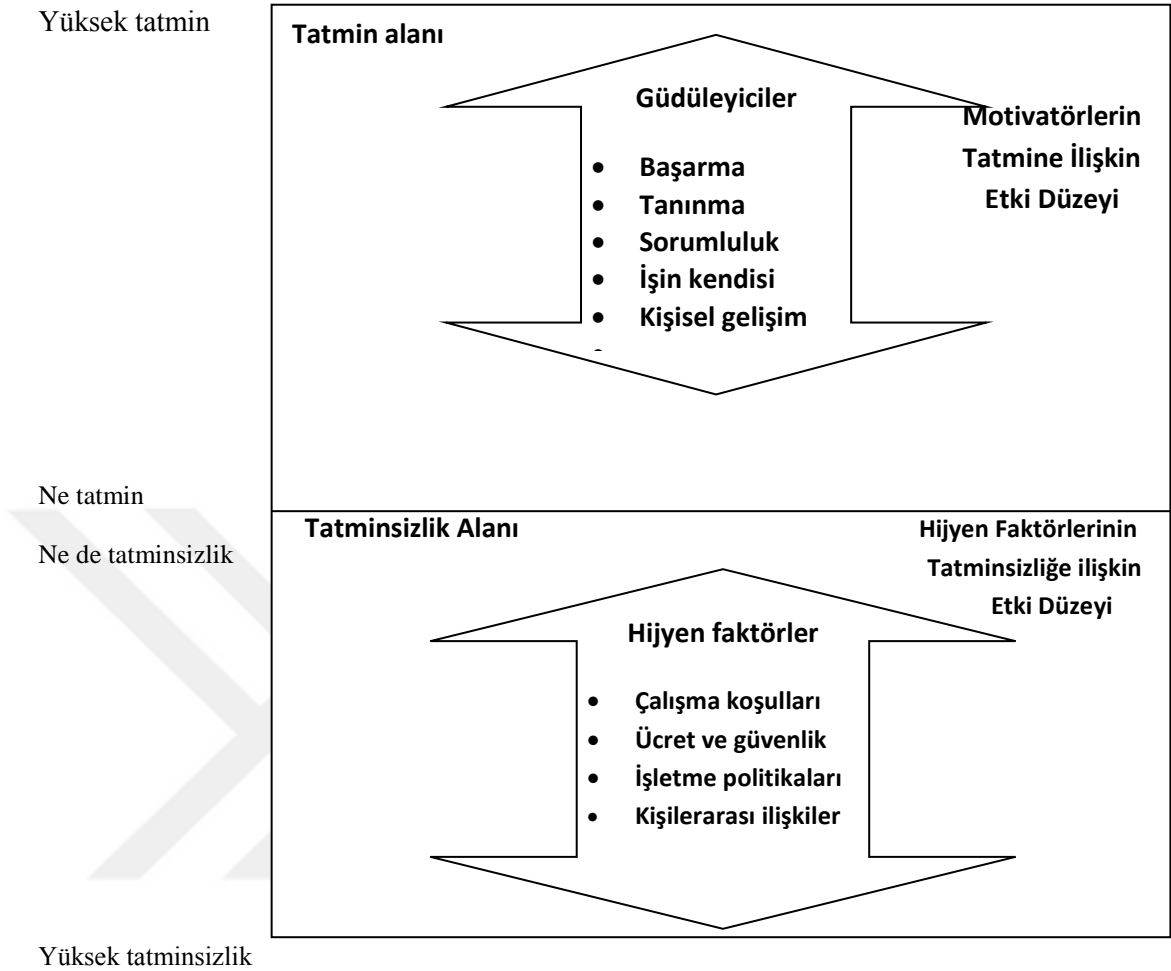 Yüksek tatmin
Tatmin alanı
Güdüleyiciler
• Başarma
• Tanınma
• Sorumluluk
• İşin kendisi
• Kişisel gelişim
•
Motivatörlerin
Tatmine İlişkin
Etki Düzeyi
Ne tatmin
Ne de tatminsizlik
Tatminsizlik Alanı
Hijyen Faktörlerinin
Tatminsizliğe ilişkin
Etki Düzeyi
Hijyen faktörler
• Çalışma koşulları
• Ücret ve güvenlik
• İşletme politikaları
• Kişilerarası ilişkiler
Yüksek tatminsizlik